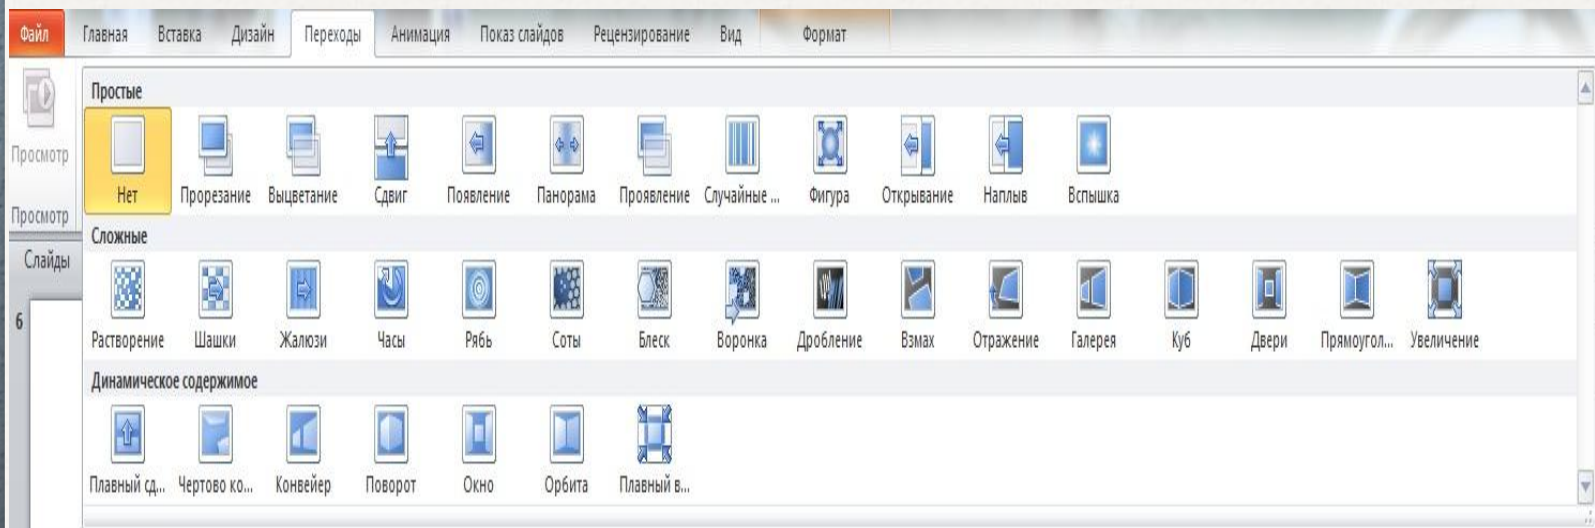 Файл Главная Вставка Дизайн Переходы Анимация Показ слайдов Рецензирование Вид Формат
Просмотр
Просмотр
Слайды
6
Простые
Нет Прорезание Выцветание Сдвиг Появление Панорама Проявление Случайные ... Фигура Открывание Наплыв Вспышка
Сложные
Растворение Шашки Жалюзи Часы Рябь Соты Блеск Воронка Дробление Взмах Отражение Галерея Куб Двери Прямоугол... Увеличение
Динамическое содержимое
Плавный сд... Чертово ко... Конвейер Поворот Окно Орбита Плавный в...